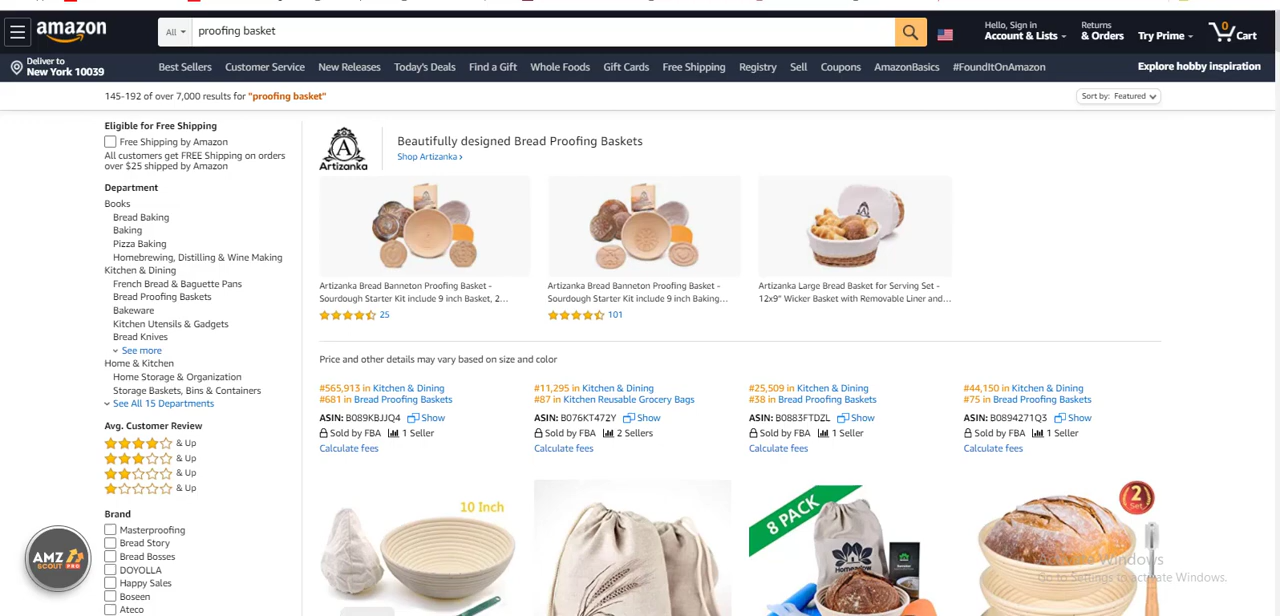 amazon
All
proofing basket
Hello, Sign in
Account & Lists
Returns
& Orders
Try Prime
0
Cart
Deliver to
New York 10039
Best Sellers Customer Service New Releases Today's Deals Find a Gift Whole Foods Gift Cards Free Shipping Registry Sell Coupons AmazonBasics #FoundItOnAmazon
Explore hobby inspiration
145-192 of over 7,000 results for "proofing basket"
Sort by: Featured
Eligible for Free Shipping
Free Shipping by Amazon
All customers get FREE Shipping on orders
over $25 shipped by Amazon
Department
Books
Bread Baking
Baking
Pizza Baking
Homebrewing, Distilling & Wine Making
Kitchen & Dining
French Bread & Baguette Pans
Bread Proofing Baskets
Bakeware
Kitchen Utensils & Gadgets
Bread Knives
See more
Home & Kitchen
Home Storage & Organization
Storage Baskets, Bins & Containers
See All 15 Departments
Avg. Customer Review
& Up
& Up
& Up
& Up
Brand
Masterproofing
Bread Story
Bread Bosses
DOYOLLA
Happy Sales
Boseen
Ateco
AMZ
SCOUT PRO
Artizanka
Beautifully designed Bread Proofing Baskets
Shop Artizanka ›
Artizanka Bread Banneton Proofing Basket -
Sourdough Starter Kit include 9 inch Basket, 2...
25
Artizanka Bread Banneton Proofing Basket -
Sourdough Starter Kit include 9 inch Baking...
101
Artizanka Large Bread Basket for Serving Set -
12x9" Wicker Basket with Removable Liner and...
Price and other details may vary based on size and color
#565,913 in Kitchen & Dining
#681 in Bread Proofing Baskets
ASIN: B089KBJJQ4 Show
Sold by FBA 1 Seller
Calculate fees
#11,295 in Kitchen & Dining
#87 in Kitchen Reusable Grocery Bags
ASIN: B076KT472Y Show
Sold by FBA 2 Sellers
Calculate fees
#25,509 in Kitchen & Dining
#38 in Bread Proofing Baskets
ASIN: B0883FTDZL Show
Sold by FBA 1 Seller
Calculate fees
#44,150 in Kitchen & Dining
#75 in Bread Proofing Baskets
ASIN: B0894271Q3 Show
Sold by FBA 1 Seller
Calculate fees
10 Inch
8 PACK
Homeadow
2
Set
Windows
Go to Settings to activate Windows.